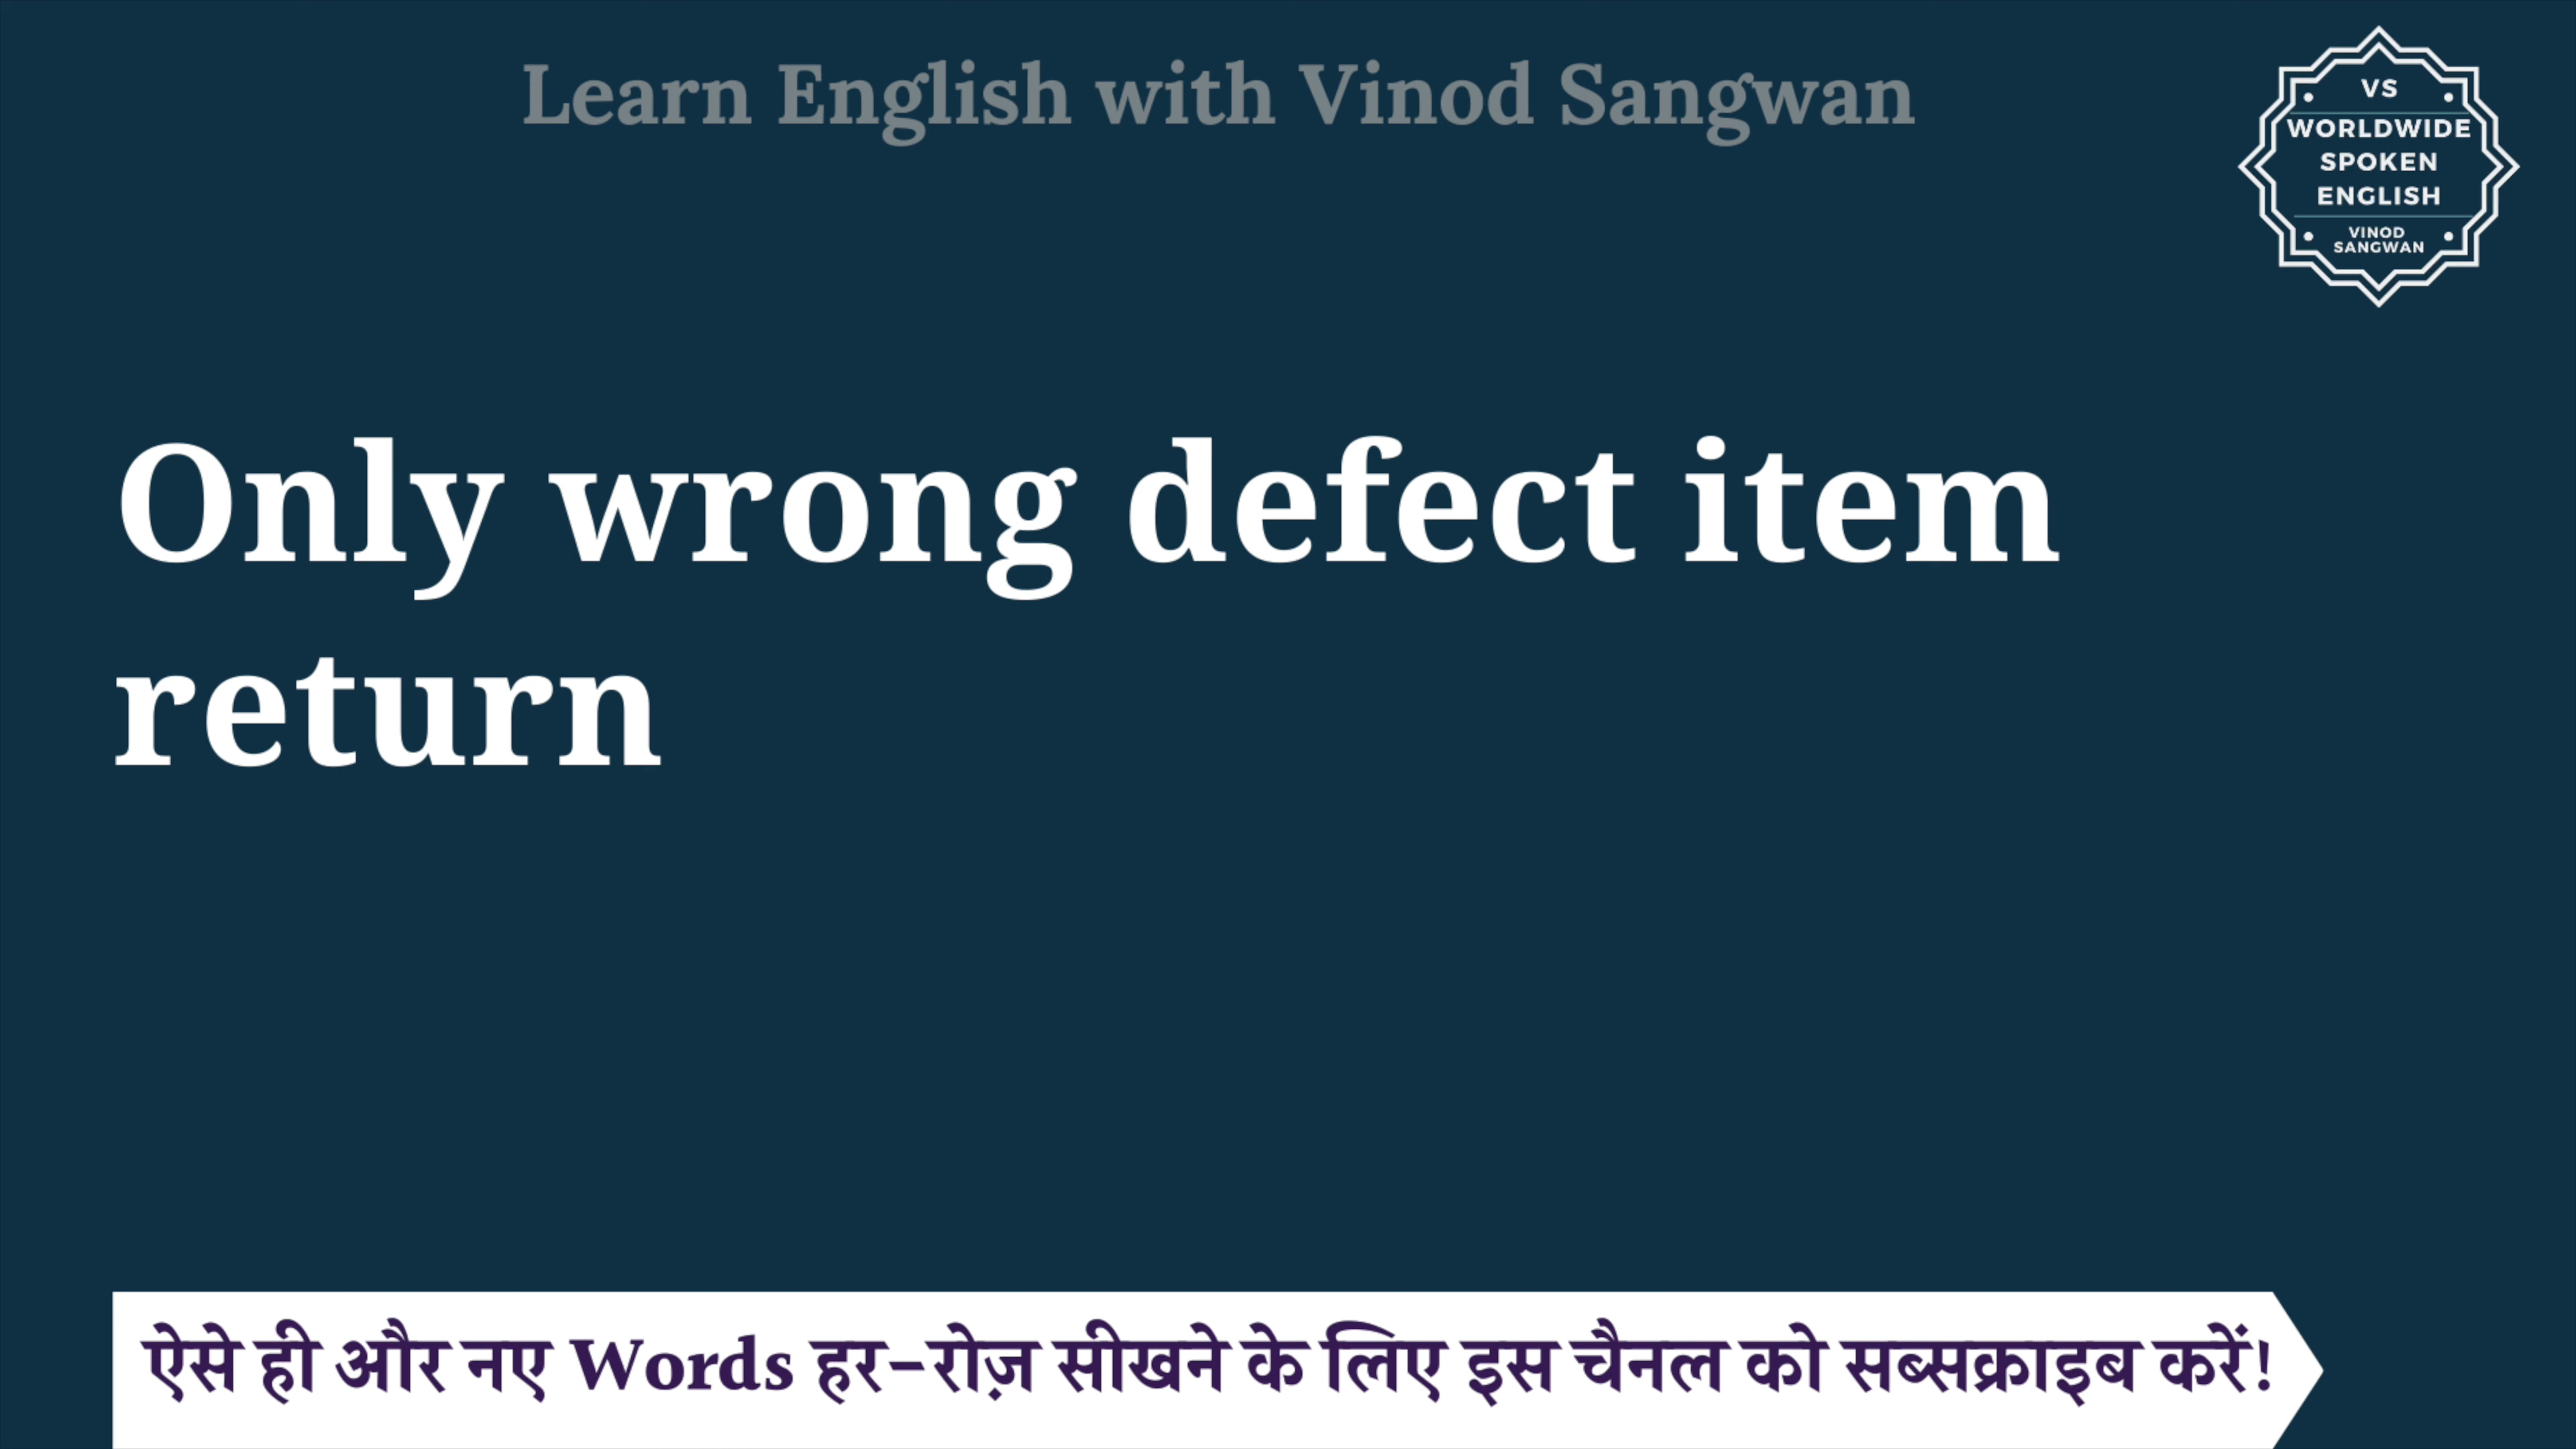 Learn English with Vinod Sangwan
VS
WORLDWIDE
SPOKEN
ENGLISH
VINOD
SANGWAN
Only wrong defect item
return
ऐसे ही और नए Words हर-रोज़ सीखने के लिए इस चैनल को सब्सक्राइब करें!